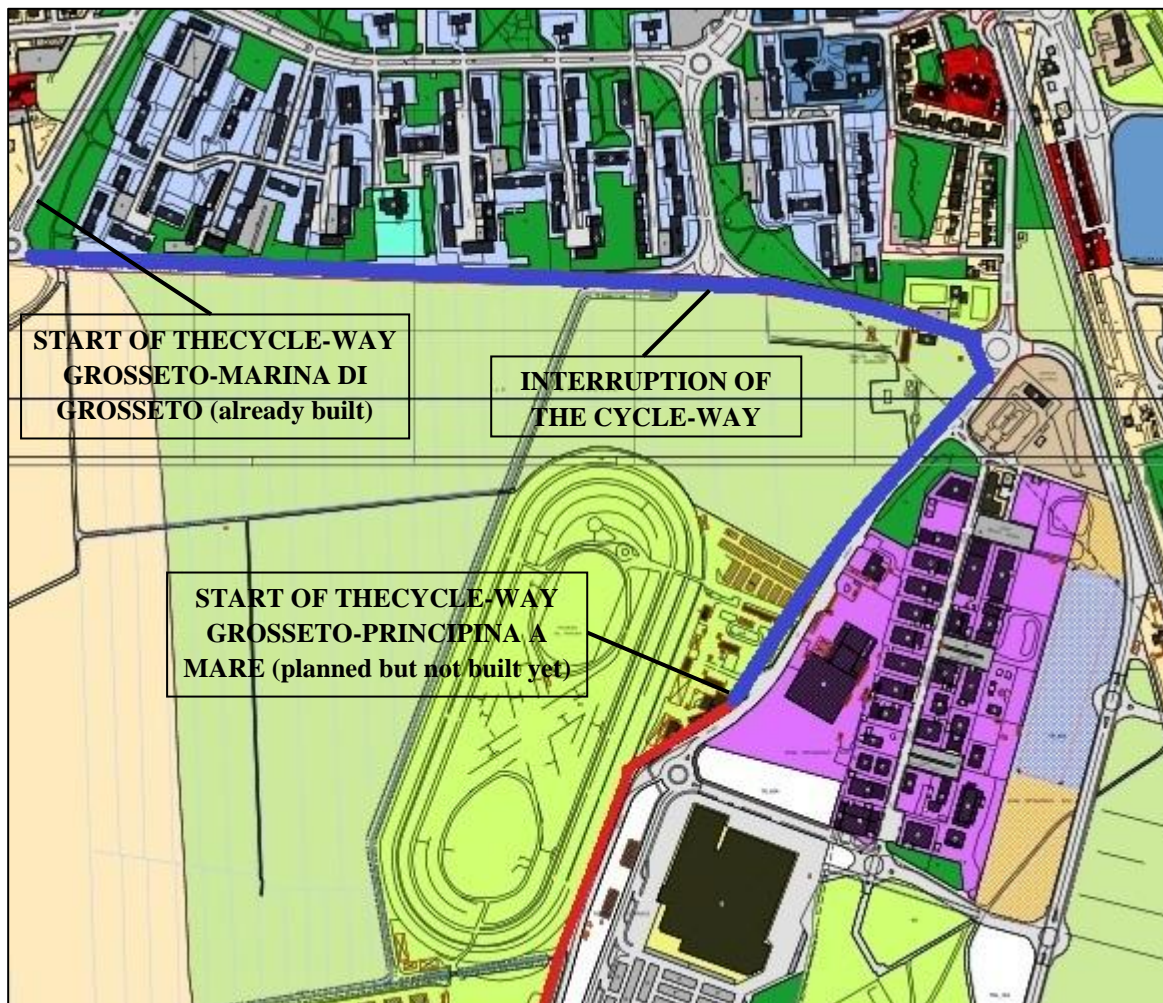 START OF THECYCLE-WAY
GROSSETO-MARINA DI
GROSSETO (already built)
INTERRUPTION OF
THE CYCLE-WAY
START OF THECYCLE-WAY
GROSSETO-PRINCIPINA A
MARE (planned but not built yet)